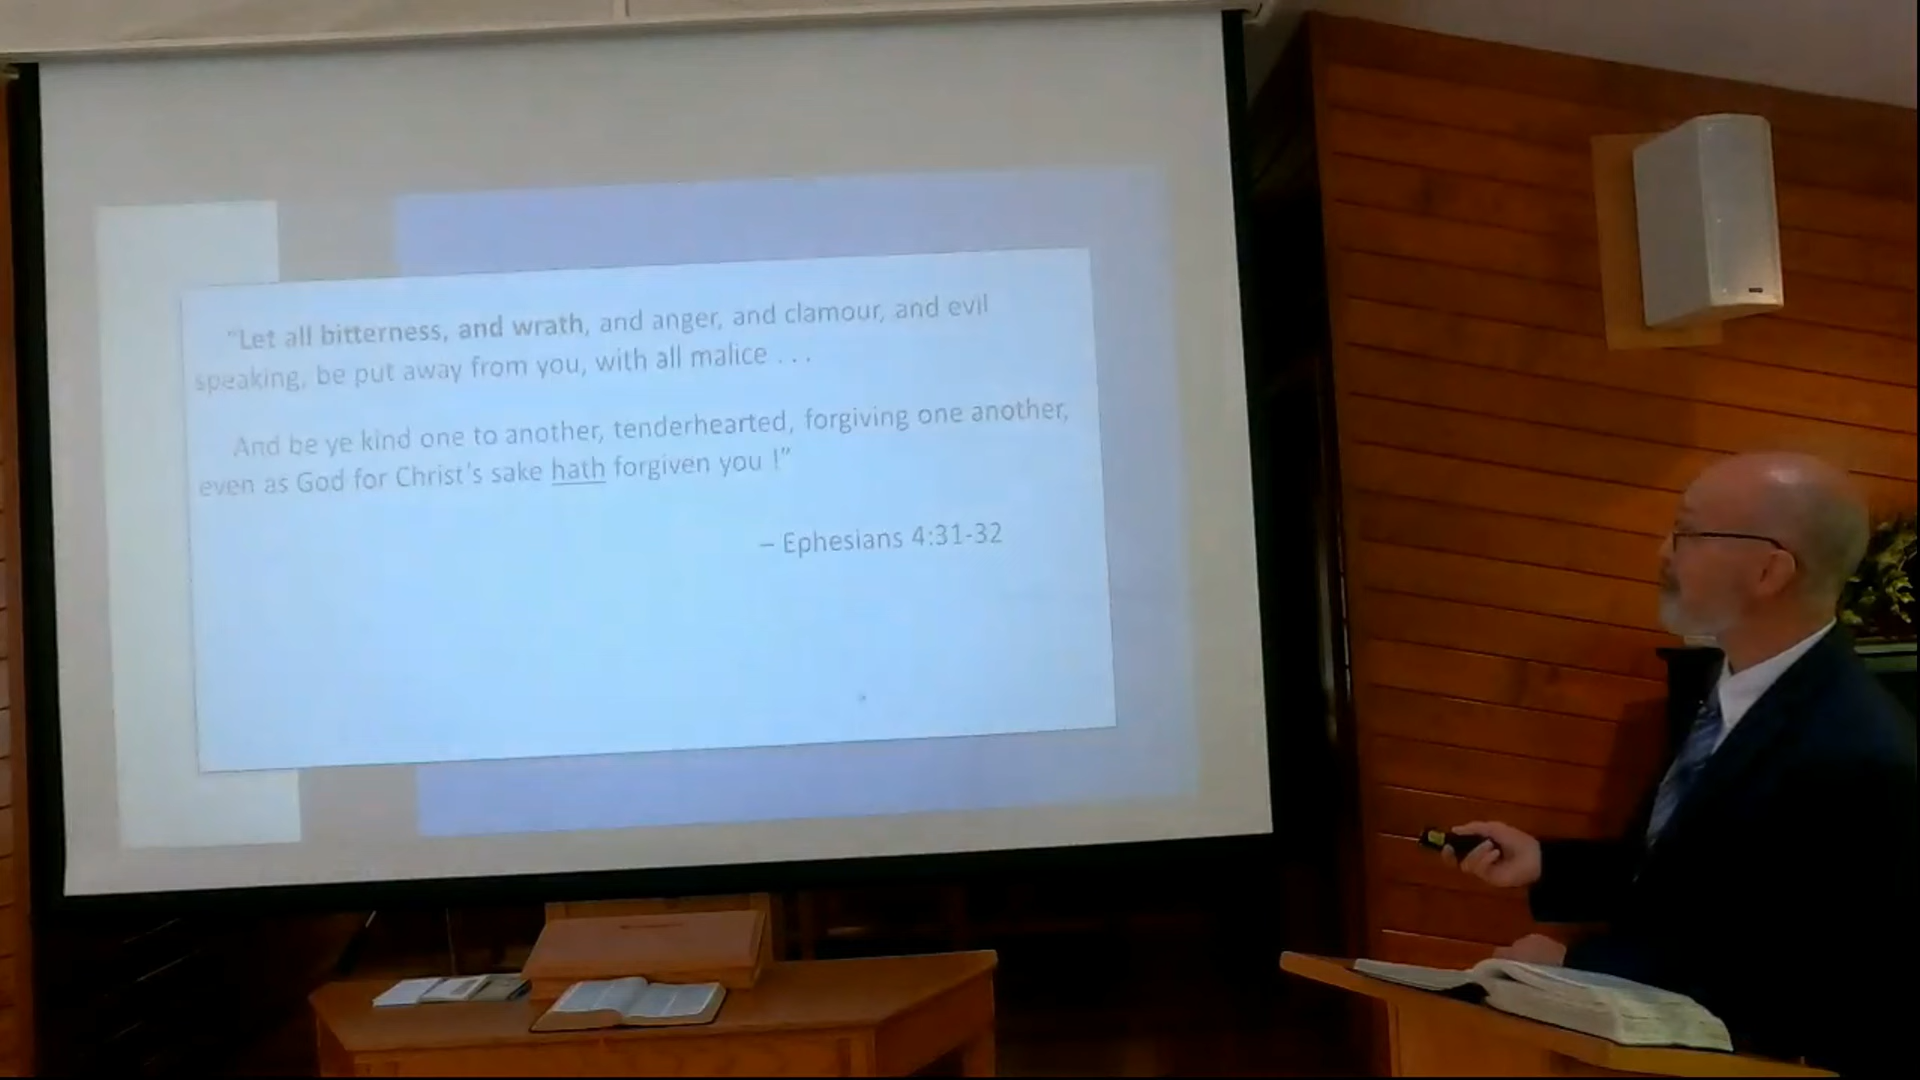 "Let all bitterness, and wrath, and anger, and clamour, and evil
speaking, be put away from you, with all malice . . .
And be ye kind one to another, tenderhearted, forgiving one another,
even as God for Christ's sake hath forgiven you !"
– Ephesians 4:31-32